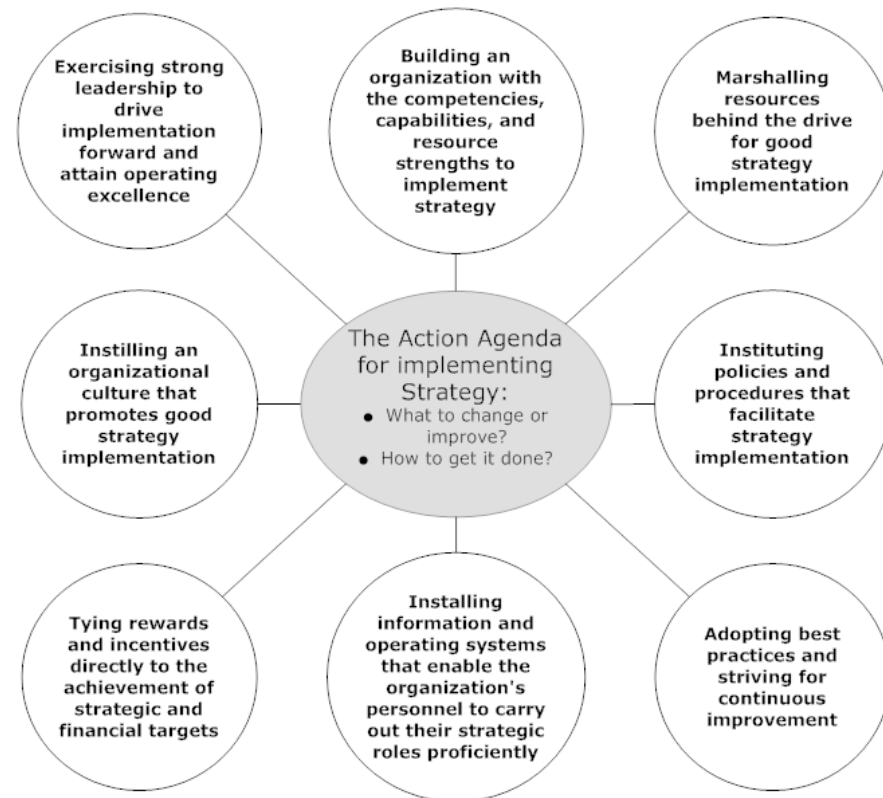 Exercising strong
leadership to
drive
implementation
forward and
attain operating
excellence
Building an
organization with
the competencies,
capabilities, and
resource
strengths to
implement
strategy
Marshalling
resources
behind the drive
for good
strategy
implementation
Instilling an
organizational
culture that
promotes good
strategy
implementation
The Action Agenda
for implementing
Strategy:
● What to change or
improve?
● How to get it done?
Instituting
policies and
procedures that
facilitate
strategy
implementation
Tying rewards
and incentives
directly to the
achievement of
strategic and
financial targets
Installing
information and
operating systems
that enable the
organization's
personnel to carry
out their strategic
roles proficiently
Adopting best
practices and
striving for
continuous
improvement